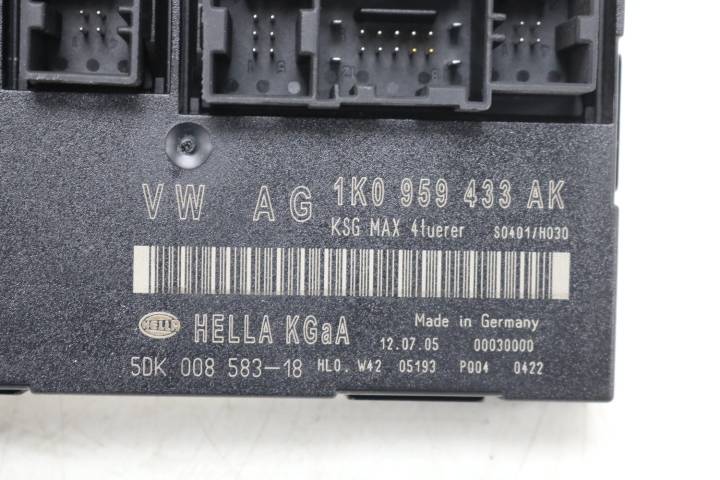 VW AG 1K0 959 433 AK
KSG MAX 4tuerer S0401/H030
HELLA HELLA KGaA Made in Germany
12.07.05 00030000
5DK 008 583-18 HLO. W42 05193 P004 0422